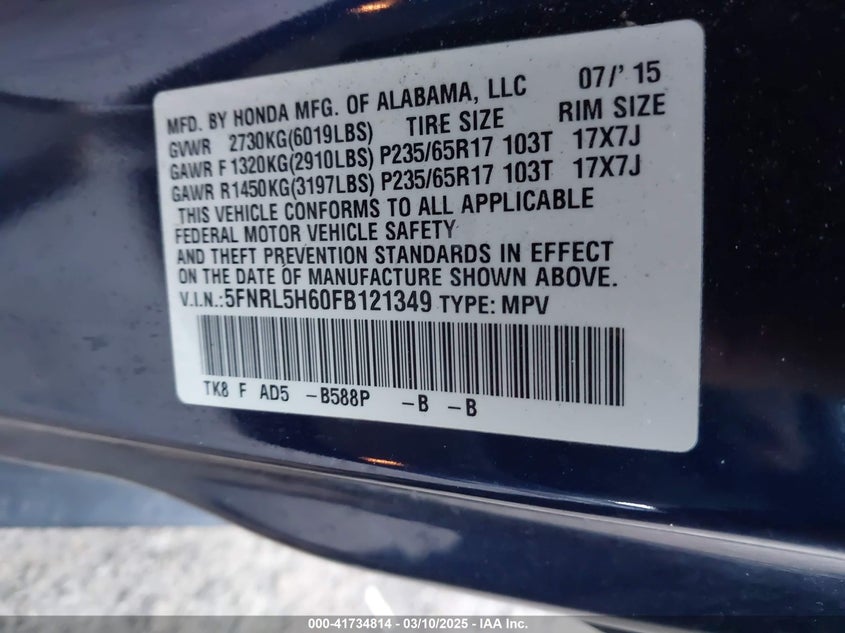 MFD. BY HONDA MFG. OF ALABAMA, LLC 07/' 15
GVWR 2730KG(6019LBS) TIRE SIZE RIM SIZE
GAWR F1320KG(2910LBS) P235/65R17 103T 17X7J
GAWR R1450KG(3197LBS) P235/65R17 103T 17X7J
THIS VEHICLE CONFORMS TO ALL APPLICABLE
FEDERAL MOTOR VEHICLE SAFETY
AND THEFT PREVENTION STANDARDS IN EFFECT
ON THE DATE OF MANUFACTURE SHOWN ABOVE.
V.I.N.:5FNRL5H60FB121349 TYPE: MPV
TK8 F AD5 -B588P -B -B
000-41734814 — 03/10/2025 — IAA Inc.